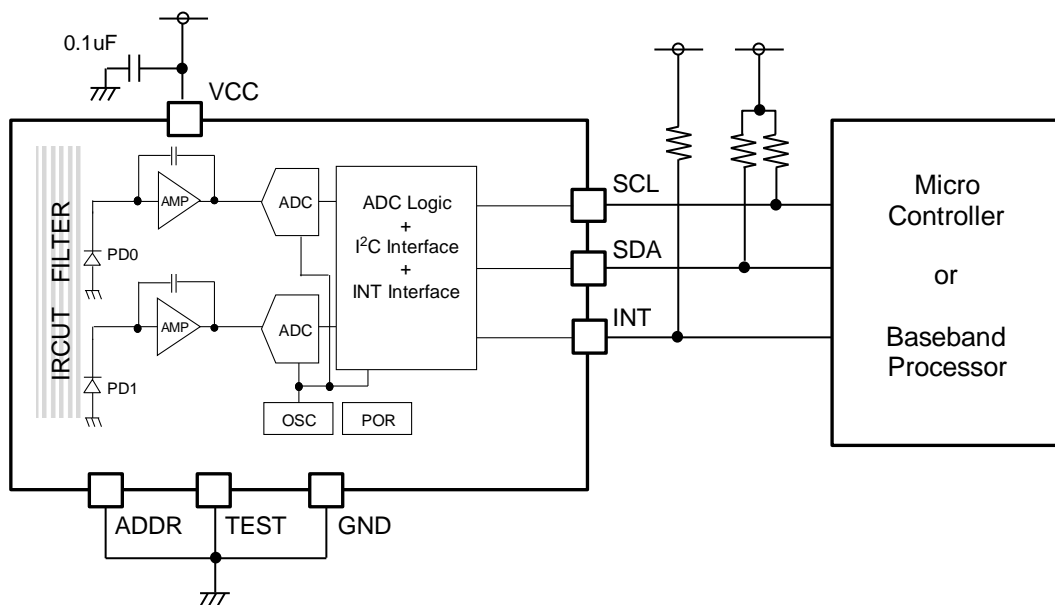 0.1uF
VCC
IRCUT FILTER
AMP
ADC
PD0
AMP
ADC
PD1
ADC Logic
+
I²C Interface
+
INT Interface
OSC
POR
SCL
SDA
INT
Micro
Controller
or
Baseband
Processor
ADDR
TEST
GND